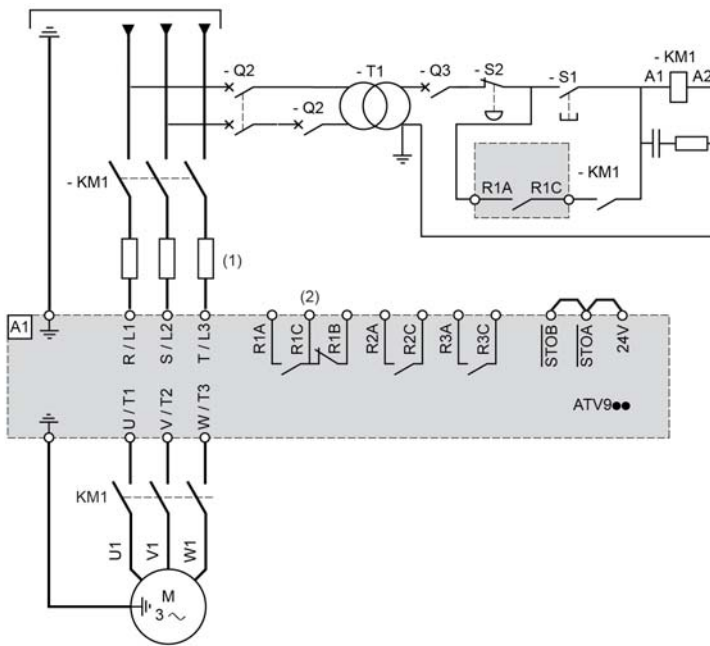 - Q2
- T1
- Q3
- S2
- S1
- KM1
A1
A2
- Q2
- KM1
R1A
R1C
- KM1
(1)
(2)
A1
R / L1
S / L2
T / L3
R1A
R1C
R1B
R2A
R2C
R3A
R3C
STOB
STOA
24V
U / T1
V / T2
W / T3
ATV9●●
KM1
U1
V1
W1
M
3 ~